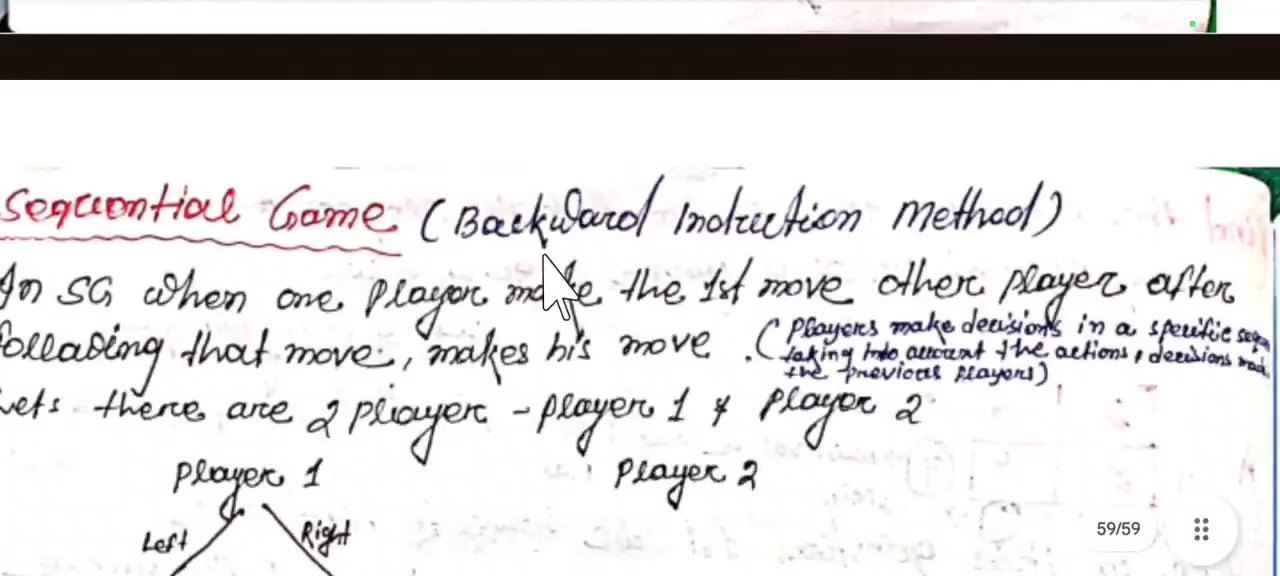 Sequential Game (Backward Induction Method)
In SG when one player make the 1st move other player after
following that move, makes his move . (Players make decisions in a specific
taking into account the actions, decisions
the previous players)
Lets there are 2 player - player 1 & player 2
Player 1 Player 2
Left Right
59/59